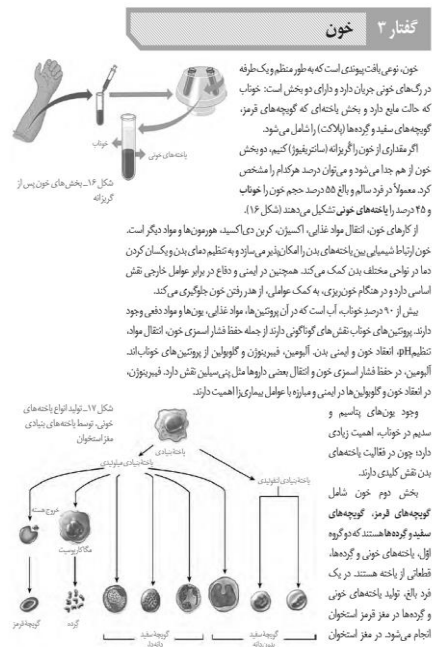 گفتار ۳ خون
خون، نوعی بافت پیوندی است که به‌طور منظم و یک‌طرفه
در رگ‌های خونی جریان دارد و دارای دو بخش است: خوناب
که حالت مایع دارد و بخش یاخته‌ای که گویچه‌های قرمز،
گویچه‌های سفید و گرده‌ها (پلاکت) را شامل می‌شود.
اگر مقداری از خون را گریزانه (سانتریفیوژ) کنیم، دو بخش
خون از هم جدا می‌شود و می‌توان درصد هرکدام را مشخص
کرد. معمولاً در فرد سالم و بالغ ۵۵ درصد حجم خون را خوناب
و ۴۵ درصد را یاخته‌های خونی تشکیل می‌دهند (شکل ۱۶).
خوناب
یاخته‌های خونی
شکل ۱۶ـ بخش‌های خون پس از
گریزانه
از کارهای خون، انتقال مواد غذایی، اکسیژن، کربن دی‌اکسید، هورمون‌ها و مواد دیگر است.
خون ارتباط شیمیایی بین یاخته‌های بدن را امکان‌پذیر می‌سازد و به تنظیم دمای بدن و یکسان کردن
دما در نواحی مختلف بدن کمک می‌کند. همچنین در ایمنی و دفاع در برابر عوامل خارجی نقش
اساسی دارد و در هنگام خون‌ریزی، به کمک عواملی، از هدر رفتن خون جلوگیری می‌کند.
بیش از ۹۰ درصد خوناب، آب است که در آن پروتئین‌ها، مواد غذایی، یون‌ها و مواد دفعی وجود
دارند. پروتئین‌های خوناب نقش‌های گوناگونی دارند از جمله حفظ فشار اسمزی خون، انتقال مواد،
تنظیم pH، انعقاد خون و ایمنی بدن. آلبومین، فیبرینوژن و گلوبولین از پروتئین‌های خوناب‌اند.
آلبومین، در حفظ فشار اسمزی خون و انتقال بعضی داروها مثل پنی‌سیلین نقش دارد. فیبرینوژن،
در انعقاد خون و گلوبولین‌ها در ایمنی و مبارزه با عوامل بیماری‌زا اهمیت دارند.
وجود یون‌های پتاسیم و
سدیم در خوناب، اهمیت زیادی
دارد؛ چون در فعالیت یاخته‌های
بدن نقش کلیدی دارند.
بخش دوم خون شامل
گویچه‌های قرمز، گویچه‌های
سفید و گرده‌ها هستند که دو گروه
اوّل، یاخته‌های خونی و گرده‌ها،
قطعاتی از یاخته هستند. در یک
فرد بالغ، تولید یاخته‌های خونی
و گرده‌ها در مغز قرمز استخوان
انجام می‌شود. در مغز استخوان
شکل ۱۷ـ تولید انواع یاخته‌های
خونی، توسط یاخته‌های بنیادی
مغز استخوان
یاخته بنیادی
یاخته بنیادی میلوئیدی
یاخته بنیادی لنفوئیدی
خروج هسته
مگاکاریوسیت
گویچه قرمز
گرده
گویچه سفید
دانه‌دار
گویچه سفید
بدون دانه